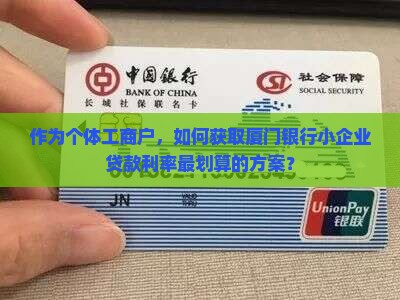 中国银行
BANK OF CHINA
长城社保联名卡
社会保障
SOCIAL SECURITY
作为个体工商户,如何获取厦门银行小企业
贷款利率最划算的方案?
JN
UnionPay
银联